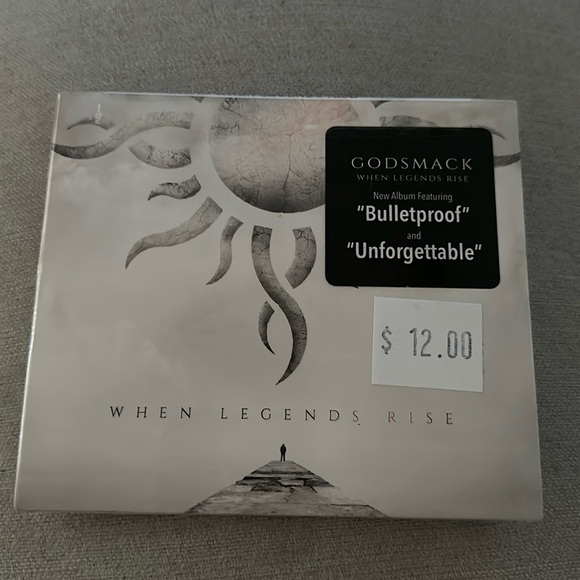 GODSMACK
WHEN LEGENDS RISE
New Album Featuring
"Bulletproof"
and
"Unforgettable"
$ 12.00
WHEN LEGENDS RISE